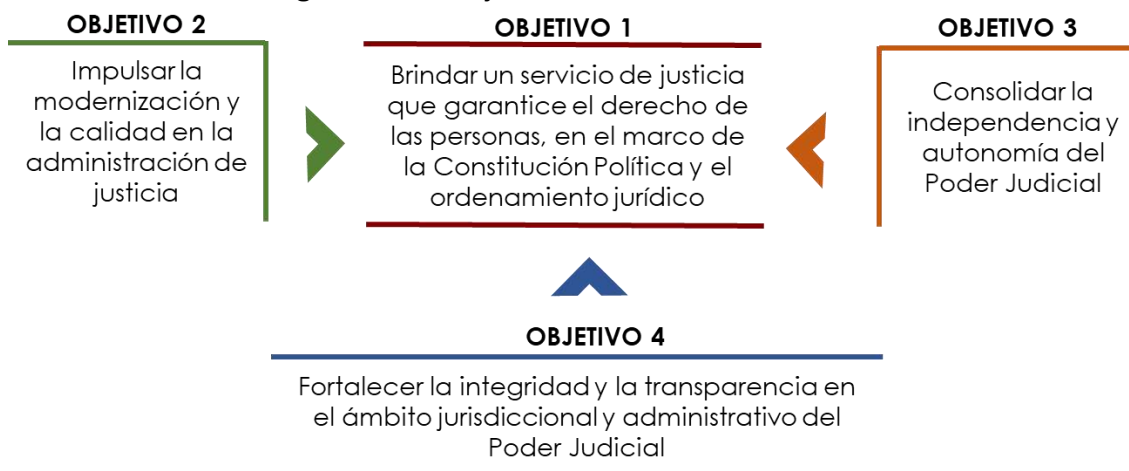 OBJETIVO 2
Impulsar la
modernización y
la calidad en la
administración de
justicia
OBJETIVO 1
Brindar un servicio de justicia
que garantice el derecho de
las personas, en el marco de
la Constitución Política y el
ordenamiento jurídico
OBJETIVO 3
Consolidar la
independencia y
autonomía del
Poder Judicial
OBJETIVO 4
Fortalecer la integridad y la transparencia en
el ámbito jurisdiccional y administrativo del
Poder Judicial